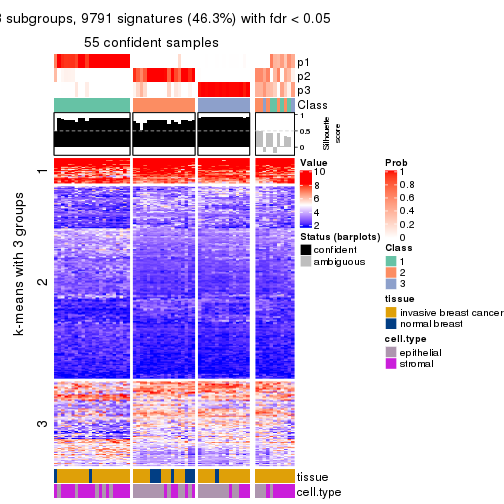 3 subgroups, 9791 signatures (46.3%) with fdr < 0.05
55 confident samples
p1
p2
p3
Class
1
0.5
0
Silhouette
score
k-means with 3 groups
1
2
3
tissue
cell.type
Value
10
8
6
4
2
Status (barplots)
confident
ambiguous
Prob
1
0.8
0.6
0.4
0.2
0
Class
1
2
3
tissue
invasive breast cancer
normal breast
cell.type
epithelial
stromal